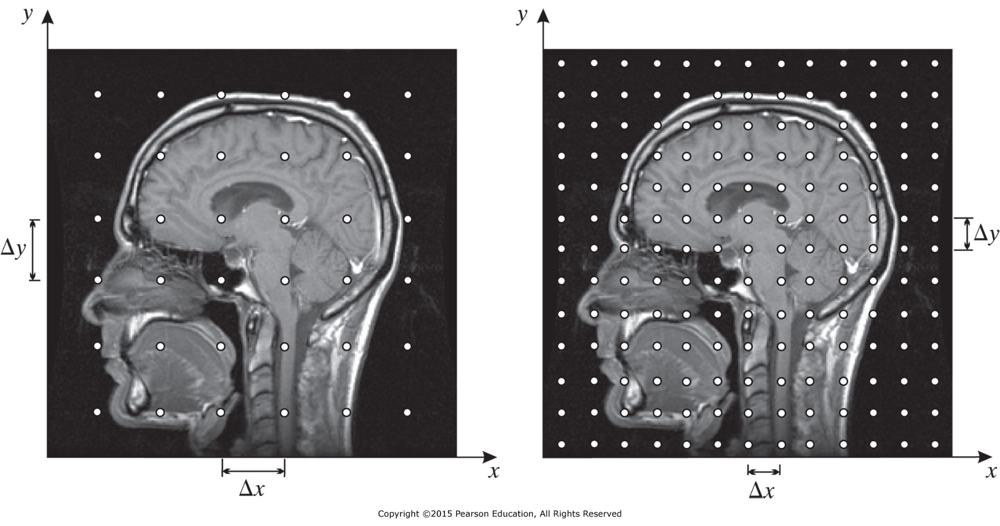 y
y
Δy
Δy
x
x
Δx
Δx
Copyright ©2015 Pearson Education, All Rights Reserved